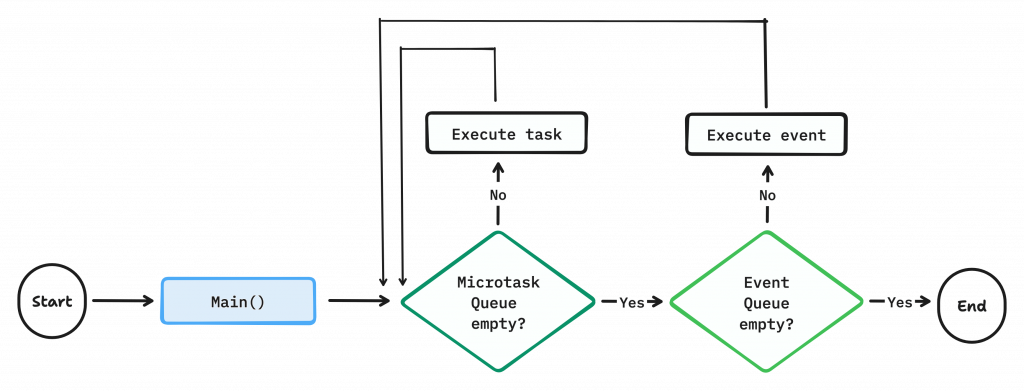 Execute task
Execute event
No
No
Start
Main()
Microtask
Queue
empty?
Yes
Event
Queue
empty?
Yes
End